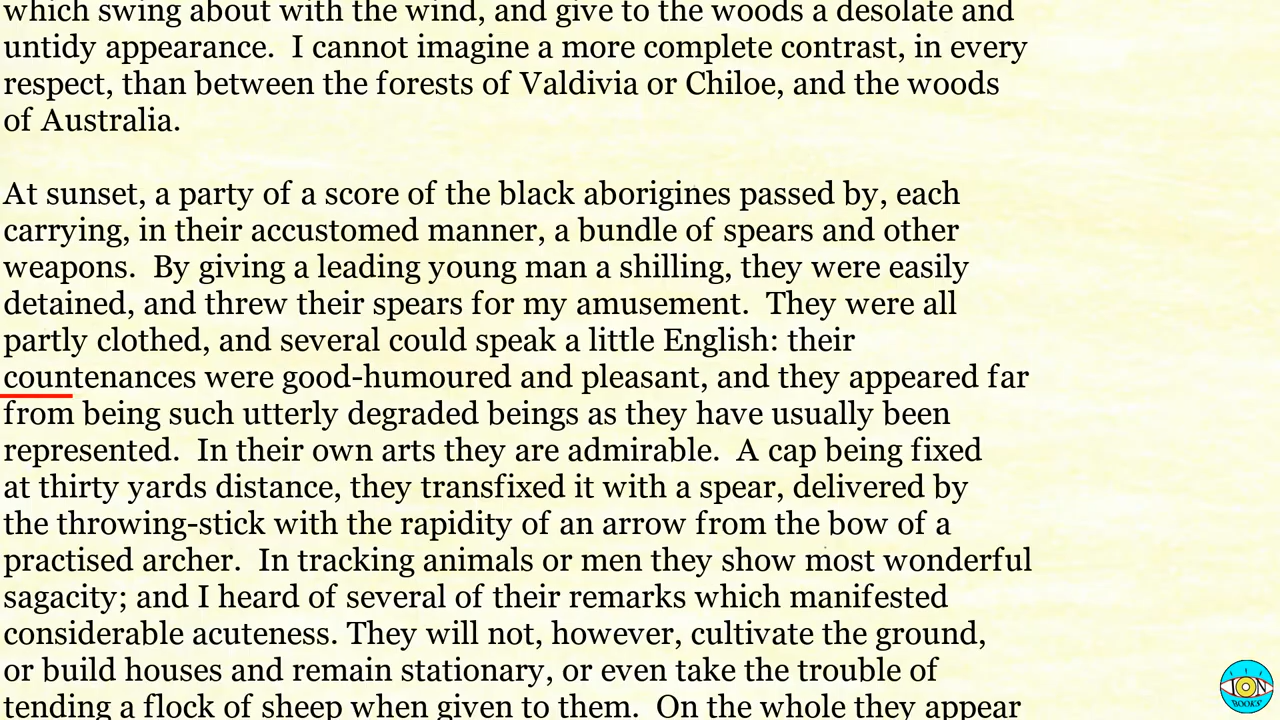 which swing about with the wind, and give to the woods a desolate and
untidy appearance.  I cannot imagine a more complete contrast, in every
respect, than between the forests of Valdivia or Chiloe, and the woods
of Australia.

At sunset, a party of a score of the black aborigines passed by, each
carrying, in their accustomed manner, a bundle of spears and other
weapons.  By giving a leading young man a shilling, they were easily
detained, and threw their spears for my amusement.  They were all
partly clothed, and several could speak a little English: their
countenances were good-humoured and pleasant, and they appeared far
from being such utterly degraded beings as they have usually been
represented.  In their own arts they are admirable.  A cap being fixed
at thirty yards distance, they transfixed it with a spear, delivered by
the throwing-stick with the rapidity of an arrow from the bow of a
practised archer.  In tracking animals or men they show most wonderful
sagacity; and I heard of several of their remarks which manifested
considerable acuteness. They will not, however, cultivate the ground,
or build houses and remain stationary, or even take the trouble of
tending a flock of sheep when given to them.  On the whole they appear
ION
BOOKS